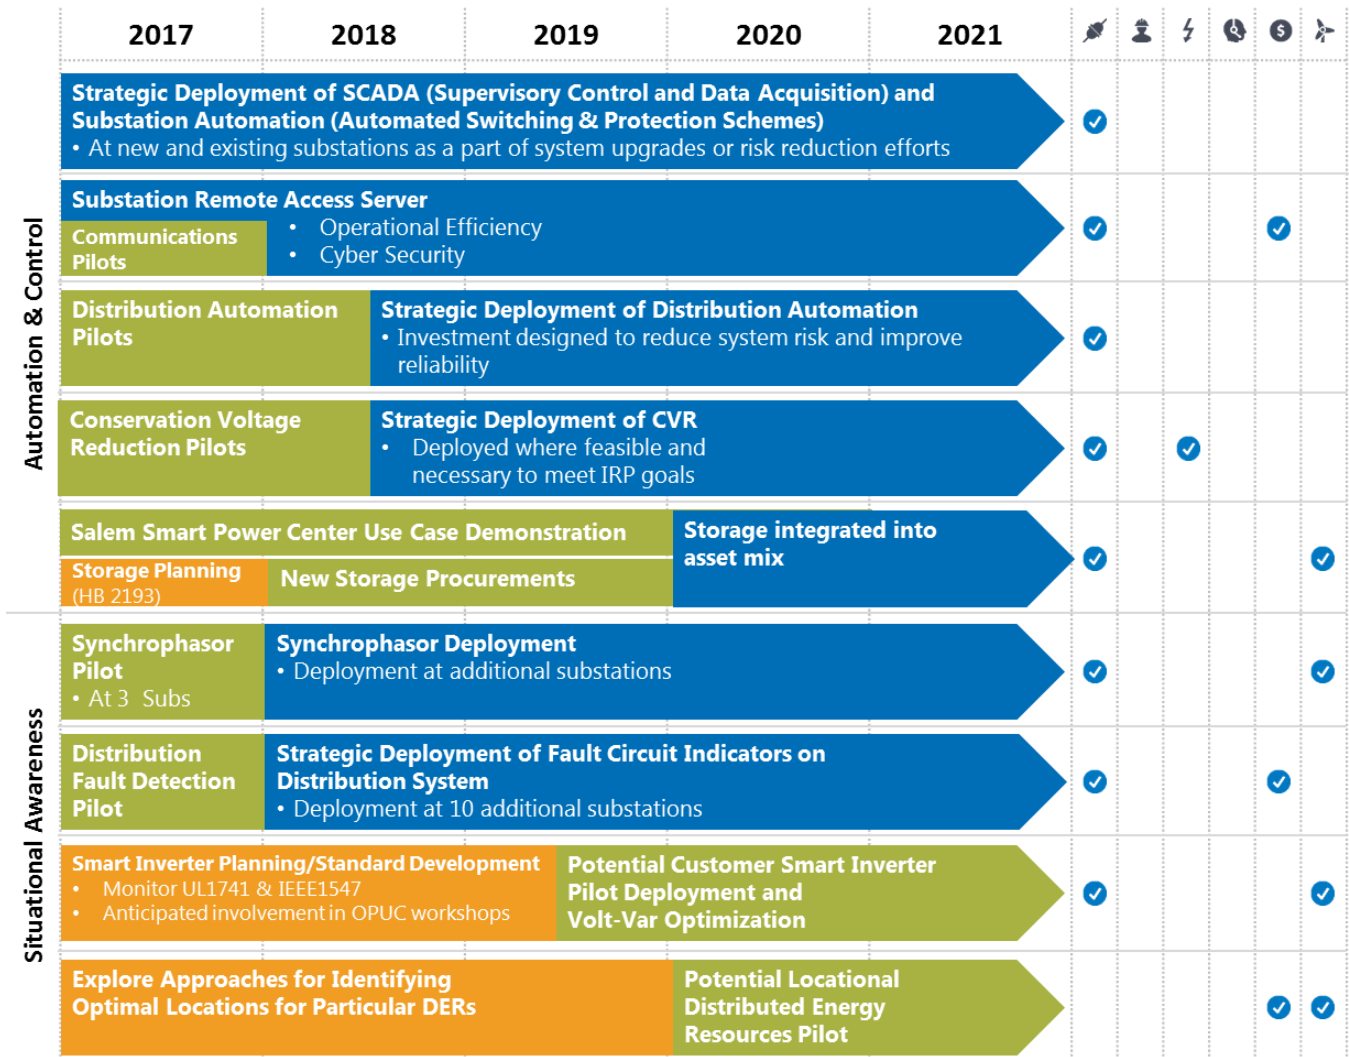 2017 2018 2019 2020 2021
Automation & Control
Strategic Deployment of SCADA (Supervisory Control and Data Acquisition) and
Substation Automation (Automated Switching & Protection Schemes)
• At new and existing substations as a part of system upgrades or risk reduction efforts
Substation Remote Access Server
Communications
Pilots
• Operational Efficiency
• Cyber Security
Distribution Automation
Pilots
Strategic Deployment of Distribution Automation
• Investment designed to reduce system risk and improve
reliability
Conservation Voltage
Reduction Pilots
Strategic Deployment of CVR
• Deployed where feasible and
necessary to meet IRP goals
Salem Smart Power Center Use Case Demonstration
Storage Planning
(HB 2193)
New Storage Procurements
Storage integrated into
asset mix
Situational Awareness
Synchrophasor
Pilot
• At 3 Subs
Synchrophasor Deployment
• Deployment at additional substations
Distribution
Fault Detection
Pilot
Strategic Deployment of Fault Circuit Indicators on
Distribution System
• Deployment at 10 additional substations
Smart Inverter Planning/Standard Development
• Monitor UL1741 & IEEE1547
• Anticipated involvement in OPUC workshops
Potential Customer Smart Inverter
Pilot Deployment and
Volt-Var Optimization
Explore Approaches for Identifying
Optimal Locations for Particular DERs
Potential Locational
Distributed Energy
Resources Pilot